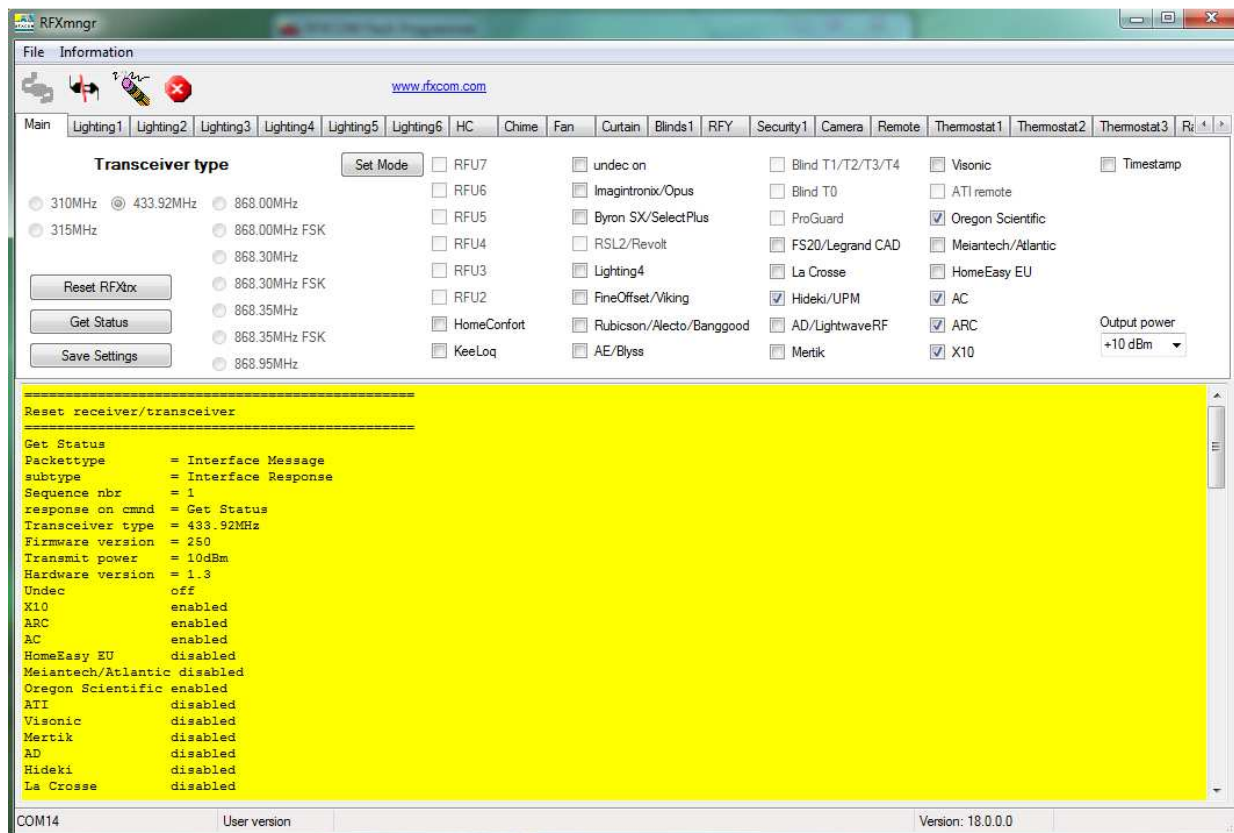 RFXmngr
File Information
www.rfxcom.com
Main Lighting1 Lighting2 Lighting3 Lighting4 Lighting5 Lighting6 HC Chime Fan Curtain Blinds1 RFY Security1 Camera Remote Thermostat1 Thermostat2 Thermostat3
Transceiver type
Set Mode
310MHz 433.92MHz 868.00MHz
315MHz 868.00MHz FSK
868.30MHz
868.30MHz FSK
868.35MHz
868.35MHz FSK
868.95MHz
Reset RFXtrx
Get Status
Save Settings
RFU7
RFU6
RFU5
RFU4
RFU3
RFU2
HomeConfort
KeeLoq
undec on
Imagintronix/Opus
Byron SX/SelectPlus
RSL2/Revolt
Lighting4
FineOffset/Viking
Rubicson/Alecto/Banggood
AE/Blyss
Blind T1/T2/T3/T4
Blind T0
ProGuard
FS20/Legrand CAD
La Crosse
Hideki/UPM
AD/LightwaveRF
Mertik
Visonic
ATI remote
Oregon Scientific
Meiantech/Atlantic
HomeEasy EU
AC
ARC
X10
Timestamp
Output power
+10 dBm
================================================
Reset receiver/transceiver
================================================
Get Status
Packettype = Interface Message
subtype = Interface Response
Sequence nbr = 1
response on cmnd = Get Status
Transceiver type = 433.92MHz
Firmware version = 250
Transmit power = 10dBm
Hardware version = 1.3
Undec off
X10 enabled
ARC enabled
AC enabled
HomeEasy EU disabled
Meiantech/Atlantic disabled
Oregon Scientific enabled
ATI disabled
Visonic disabled
Mertik disabled
AD disabled
Hideki disabled
La Crosse disabled
COM14 User version Version: 18.0.0.0